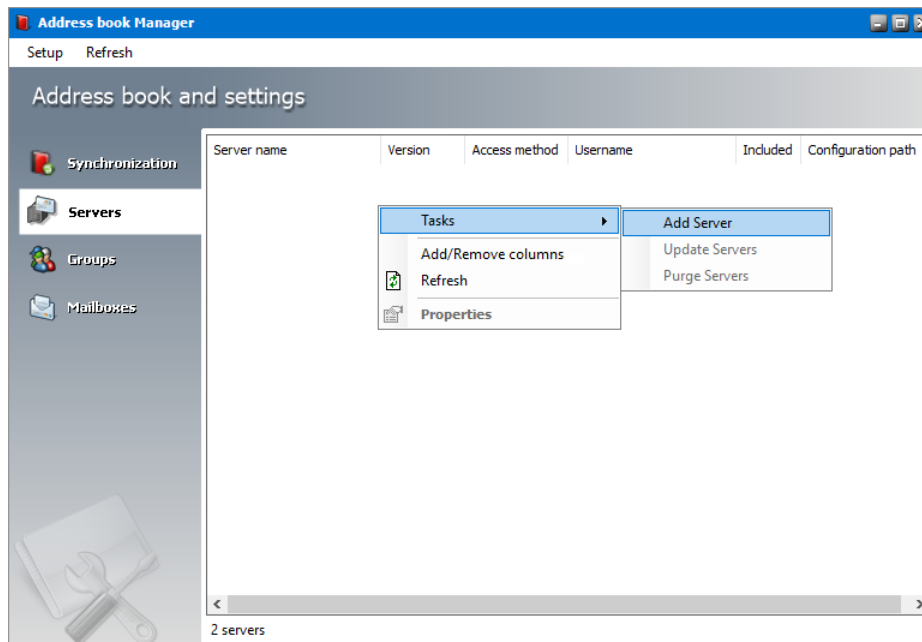 Address book Manager
Setup Refresh
Address book and settings
Synchronization
Servers
Groups
Mailboxes
Server name Version Access method Username Included Configuration path
Tasks
Add/Remove columns
Refresh
Properties
Add Server
Update Servers
Purge Servers
2 servers